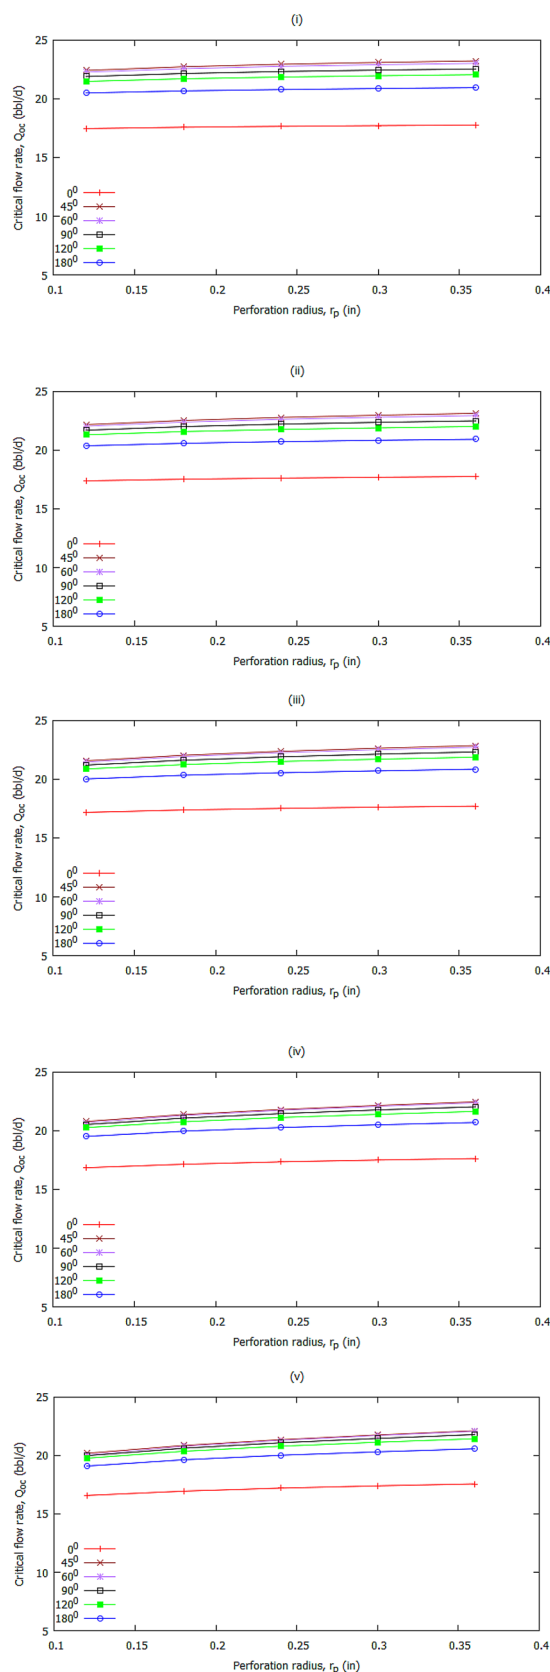 (i)
25
20
15
10
5
Critical flow rate, Qoc (bbl/d)
0⁰
45⁰
60⁰
90⁰
120⁰
180⁰
0.1 0.15 0.2 0.25 0.3 0.35 0.4
Perforation radius, rp (in)
(ii)
25
20
15
10
5
Critical flow rate, Qoc (bbl/d)
0⁰
45⁰
60⁰
90⁰
120⁰
180⁰
0.1 0.15 0.2 0.25 0.3 0.35 0.4
Perforation radius, rp (in)
(iii)
25
20
15
10
5
Critical flow rate, Qoc (bbl/d)
0⁰
45⁰
60⁰
90⁰
120⁰
180⁰
0.1 0.15 0.2 0.25 0.3 0.35 0.4
Perforation radius, rp (in)
(iv)
25
20
15
10
5
Critical flow rate, Qoc (bbl/d)
0⁰
45⁰
60⁰
90⁰
120⁰
180⁰
0.1 0.15 0.2 0.25 0.3 0.35 0.4
Perforation radius, rp (in)
(v)
25
20
15
10
5
Critical flow rate, Qoc (bbl/d)
0⁰
45⁰
60⁰
90⁰
120⁰
180⁰
0.1 0.15 0.2 0.25 0.3 0.35 0.4
Perforation radius, rp (in)